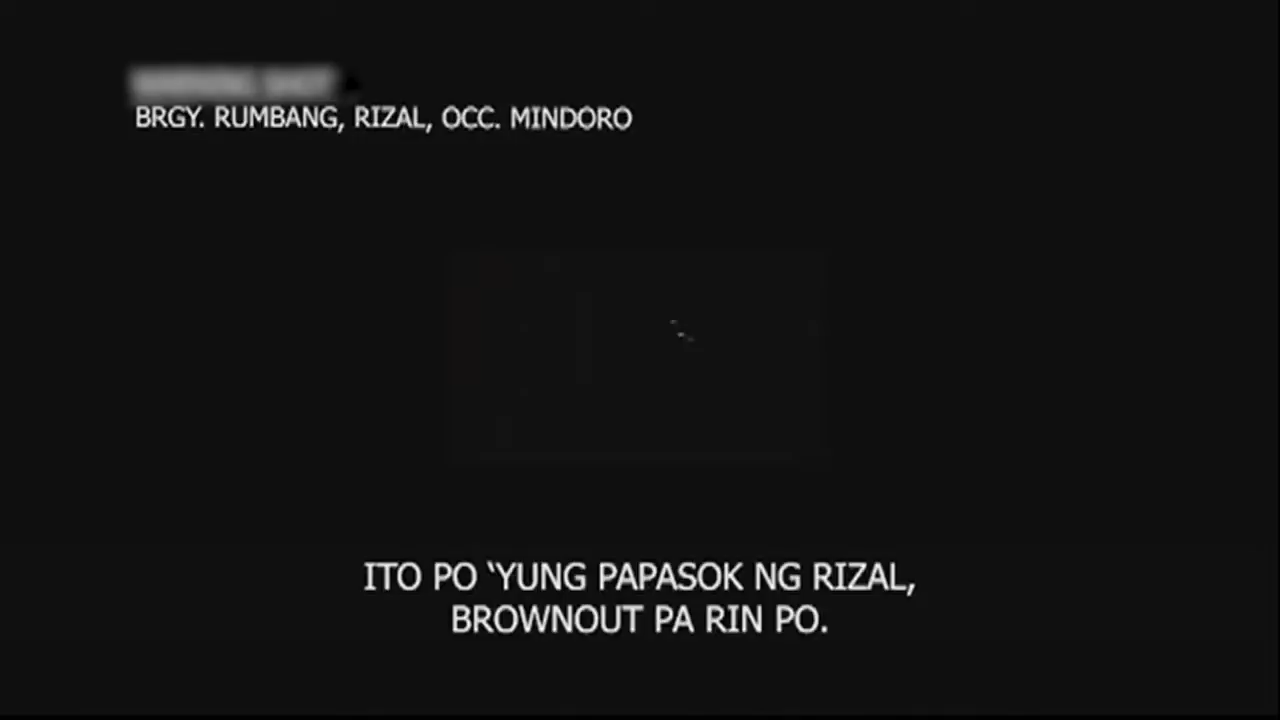 BRGY. RUMBANG, RIZAL, OCC. MINDORO
ITO PO ‘YUNG PAPASOK NG RIZAL,
BROWNOUT PA RIN PO.